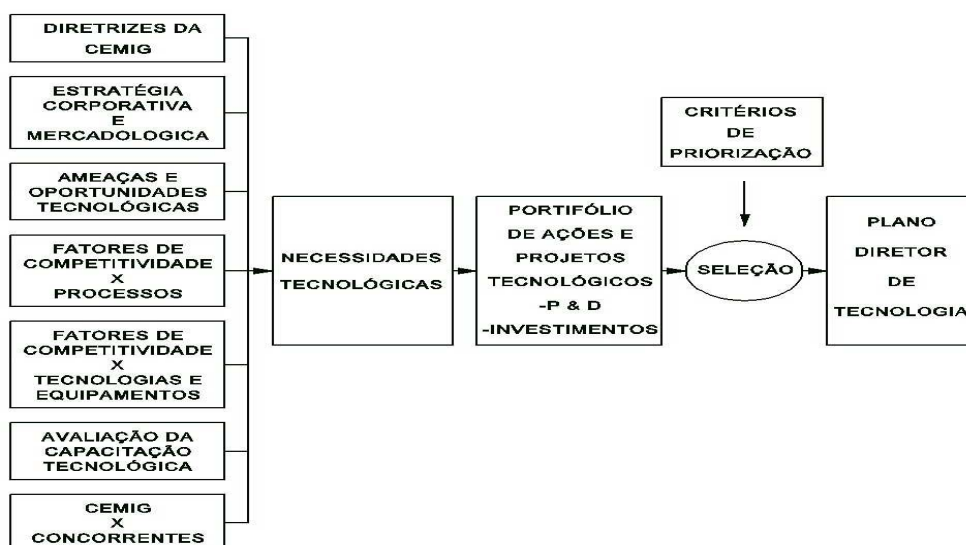 DIRETRIZES DA
CEMIG
ESTRATÉGIA
CORPORATIVA
E
MERCADOLOGICA
AMEAÇAS E
OPORTUNIDADES
TECNOLÓGICAS
FATORES DE
COMPETITIVIDADE
X
PROCESSOS
FATORES DE
COMPETITIVIDADE
X
TECNOLOGIAS E
EQUIPAMENTOS
AVALIAÇÃO DA
CAPACITAÇÃO
TECNOLÓGICA
CEMIG
X
CONCORRENTES
NECESSIDADES
TECNOLÓGICAS
PORTIFÓLIO
DE AÇÕES E
PROJETOS
TECNOLÓGICOS
-P & D
-INVESTIMENTOS
CRITÉRIOS
DE
PRIORIZAÇÃO
SELEÇÃO
PLANO
DIRETOR
DE
TECNOLOGIA